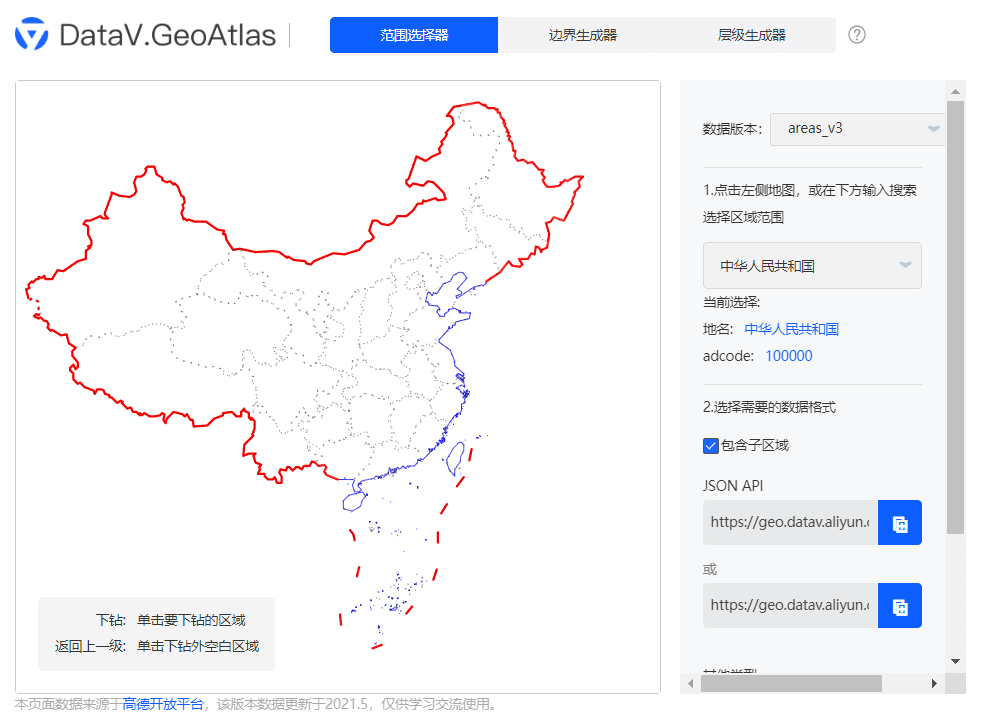 DataV.GeoAtlas
范围选择器
边界生成器
层级生成器
?
数据版本：
areas_v3
1.点击左侧地图，或在下方输入搜索
选择区域范围
中华人民共和国
当前选择:
地名: 中华人民共和国
adcode: 100000
2.选择需要的数据格式
包含子区域
JSON API
https://geo.datav.aliyun.c
或
https://geo.datav.aliyun.c
其他类型
下钻: 单击要下钻的区域
返回上一级: 单击下钻外空白区域
本页面数据来源于高德开放平台，该版本数据更新于2021.5，仅供学习交流使用。